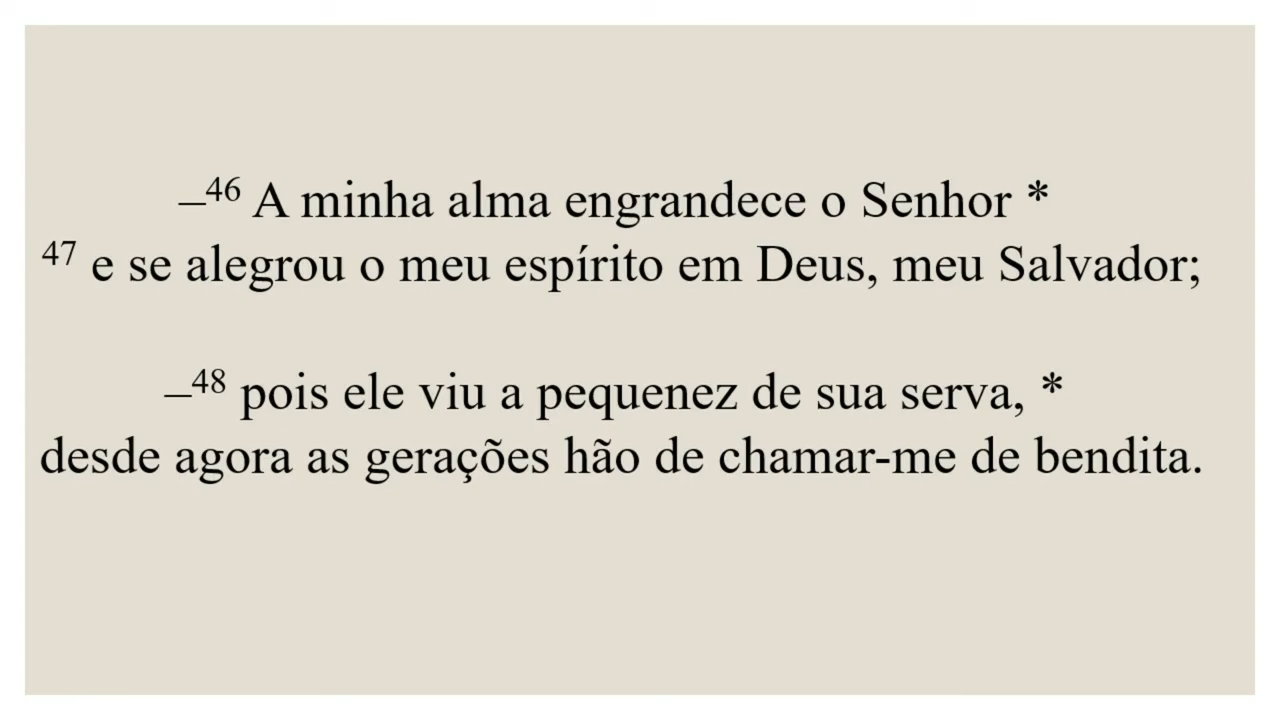 –46 A minha alma engrandece o Senhor *
47 e se alegrou o meu espírito em Deus, meu Salvador;
–48 pois ele viu a pequenez de sua serva, *
desde agora as gerações hão de chamar-me de bendita.